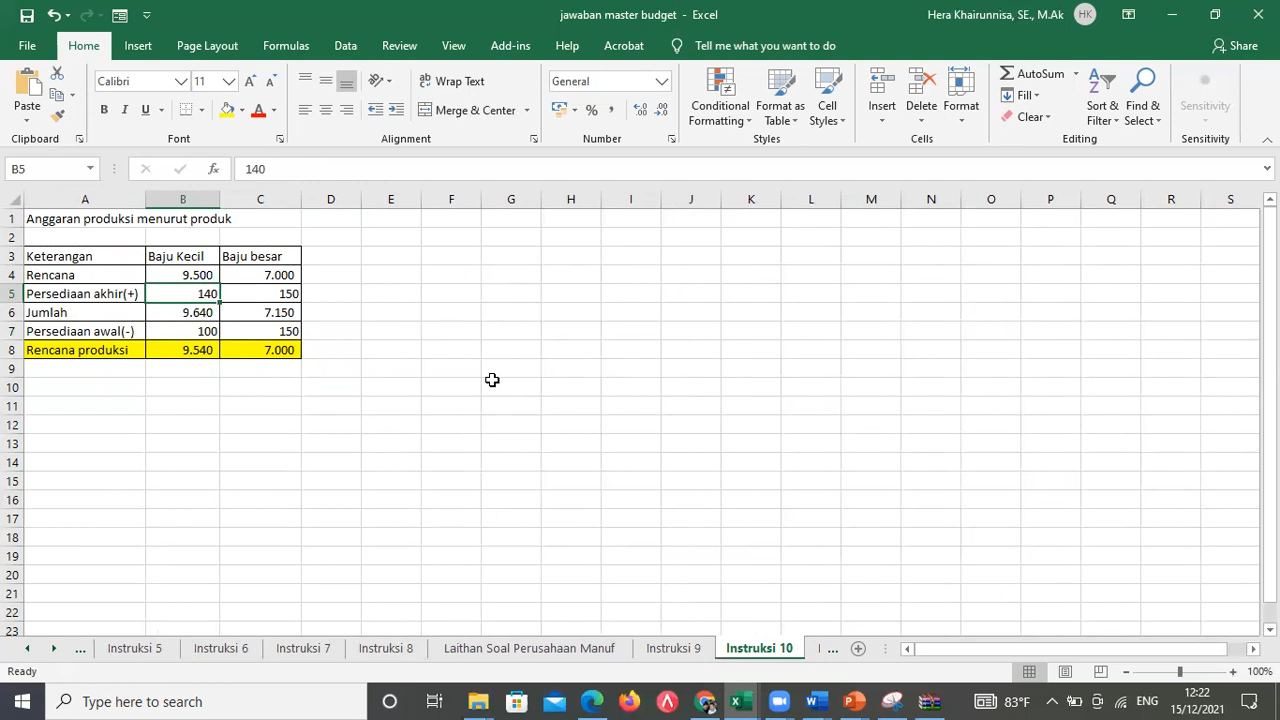 jawaban master budget - Excel
Hera Khairunnisa, SE., M.Ak
HK
File Home Insert Page Layout Formulas Data Review View Add-ins Help Acrobat Tell me what you want to do Share
Calibri 11
Wrap Text
General
AutoSum
Paste
Conditional Formatting
Format as Table
Cell Styles
Insert
Delete
Format
Fill
Sort & Filter
Find & Select
Sensitivity
B I U
Merge & Center
%
Clear
Clipboard Font Alignment Number Styles Cells Editing Sensitivity
B5 fx 140
A B C D E F G H I J K L M N O P Q R S
1 Anggaran produksi menurut produk
2
3 Keterangan Baju Kecil Baju besar
4 Rencana 9.500 7.000
5 Persediaan akhir(+) 140 150
6 Jumlah 9.640 7.150
7 Persediaan awal(-) 100 150
8 Rencana produksi 9.540 7.000
9
10
11
12
13
14
15
16
17
18
19
20
21
22
23
... Instruksi 5 Instruksi 6 Instruksi 7 Instruksi 8 Laithan Soal Perusahaan Manuf Instruksi 9 Instruksi 10 ...
Ready
100%
Type here to search
83°F
ENG
12:22
15/12/2021